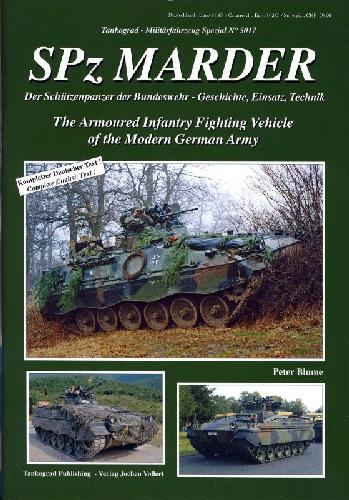 Tankograd - Militärfahrzeug Special N° 5017
SPz MARDER
Der Schützenpanzer der Bundeswehr - Geschichte, Einsatz, Technik
The Armoured Infantry Fighting Vehicle
of the Modern German Army
Kompletter Deutscher Text !
Complete English Text !
Peter Blume
Tankograd Publishing - Verlag Jochen Vollert